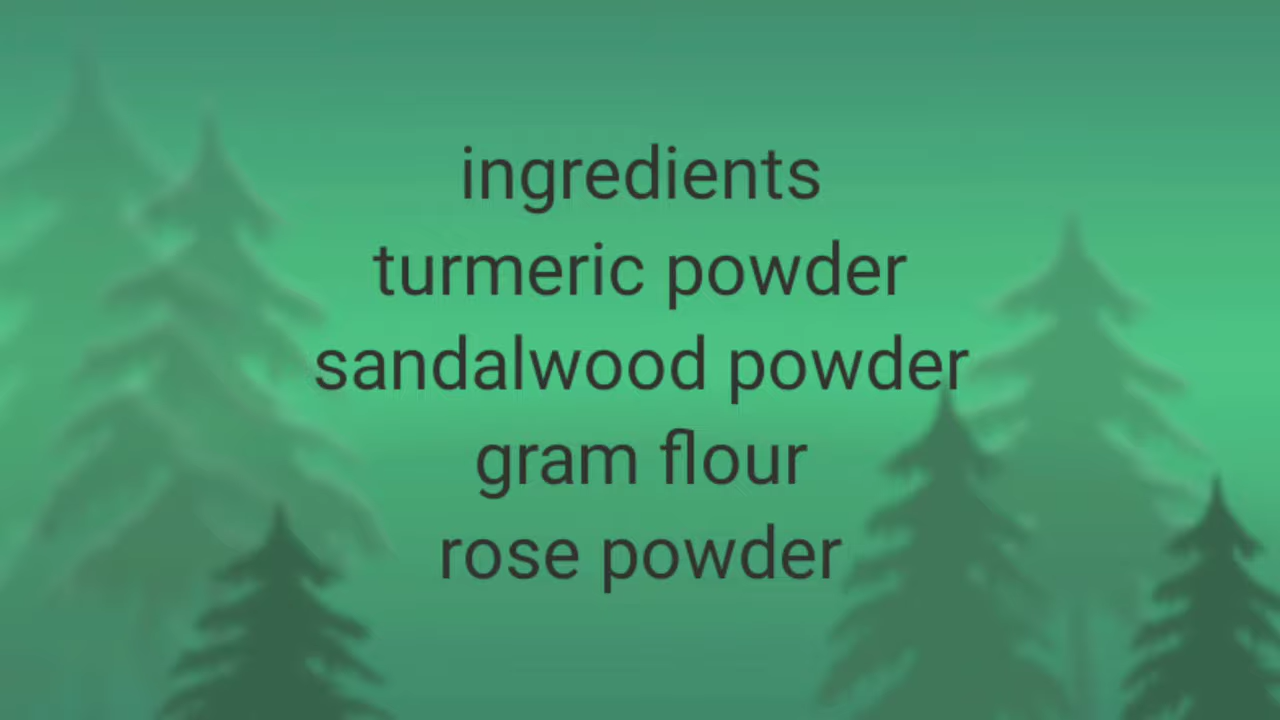 ingredients
turmeric powder
sandalwood powder
gram flour
rose powder